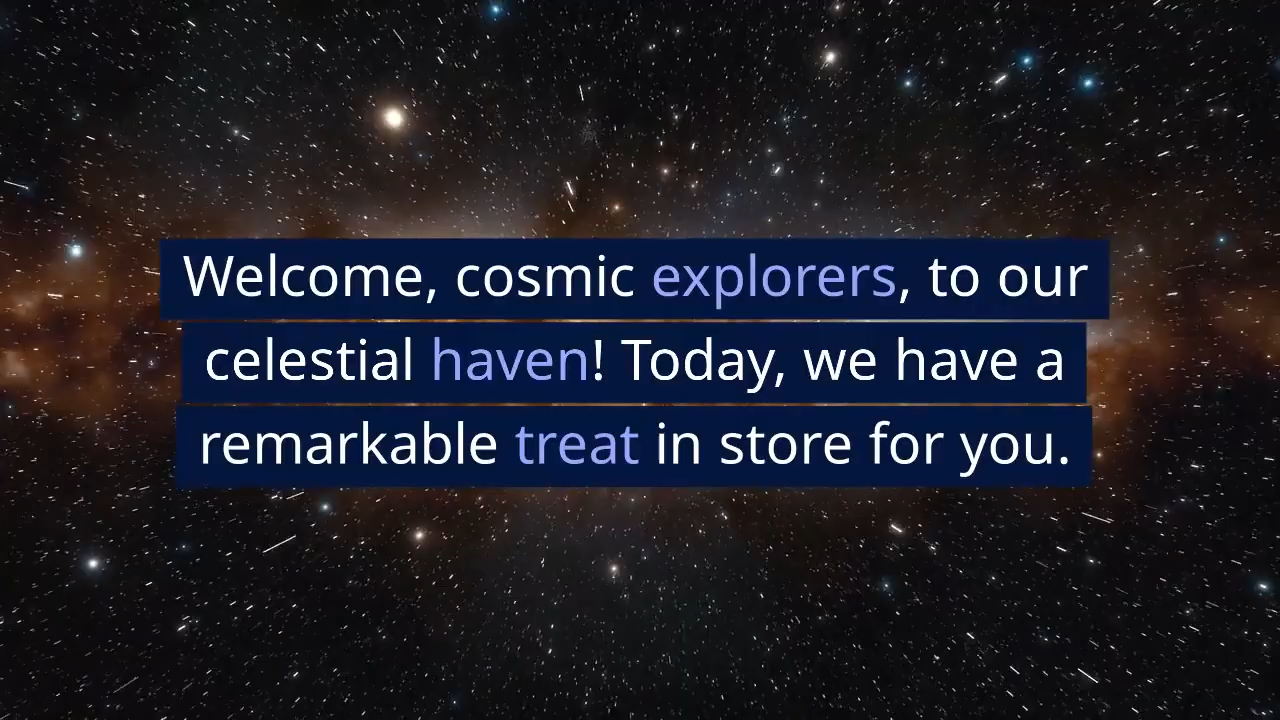 Welcome, cosmic explorers, to our
celestial haven! Today, we have a
remarkable treat in store for you.